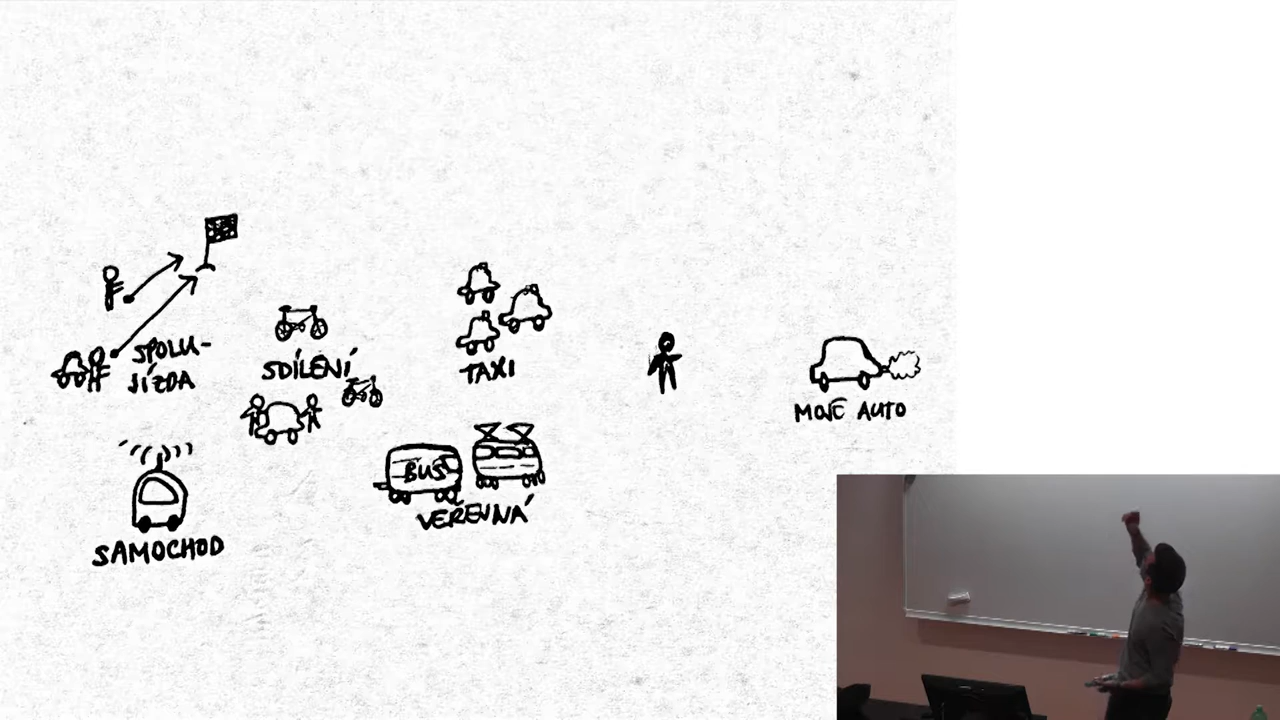 SPOLU-
JÍZDA
SDÍLENÍ
TAXI
MOJE AUTO
BUS
VEŘEJNÁ
SAMOCHOD